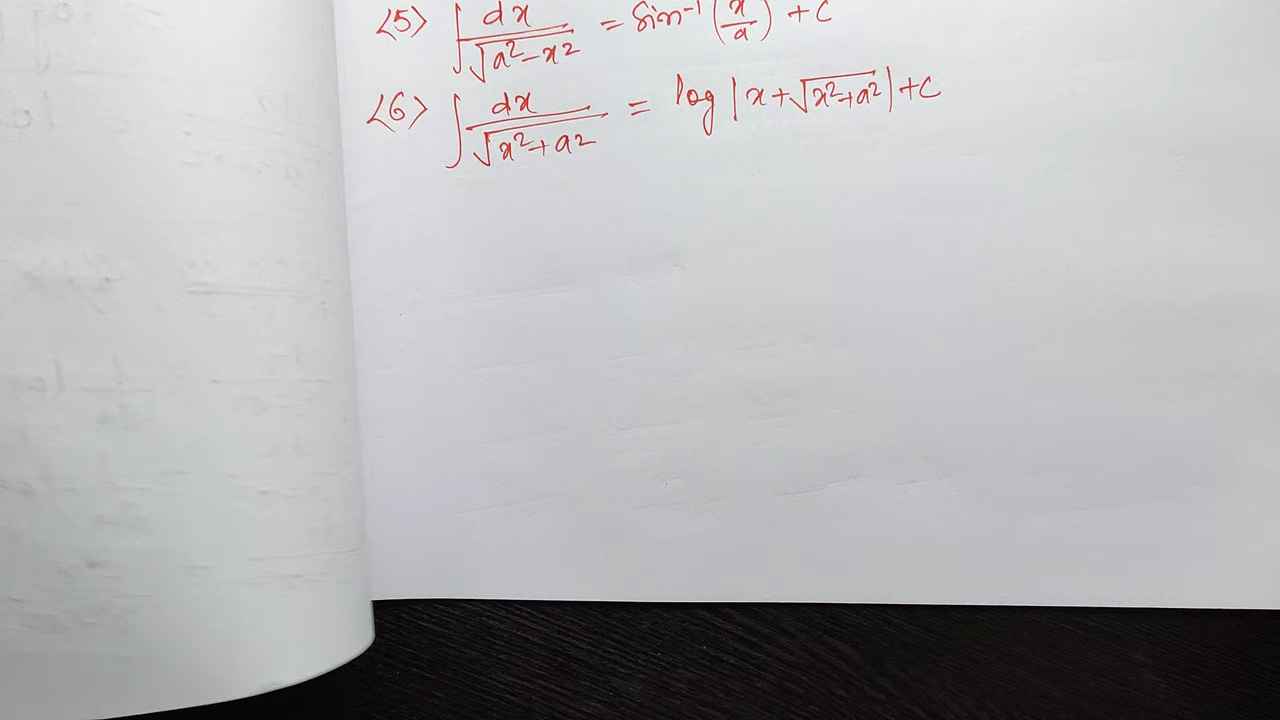 <5> ∫ dx/√(a²-x²) = Sin⁻¹(x/a) + C
<6> ∫ dx/√(x²+a²) = log |x+√(x²+a²)| + C